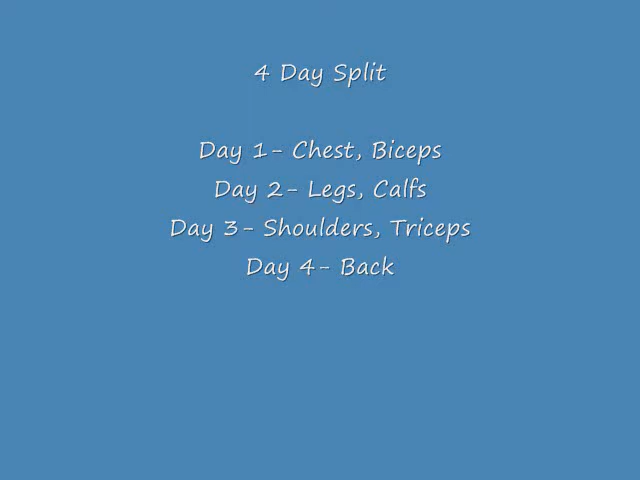 4 Day Split
Day 1- Chest, Biceps
Day 2- Legs, Calfs
Day 3- Shoulders, Triceps
Day 4- Back